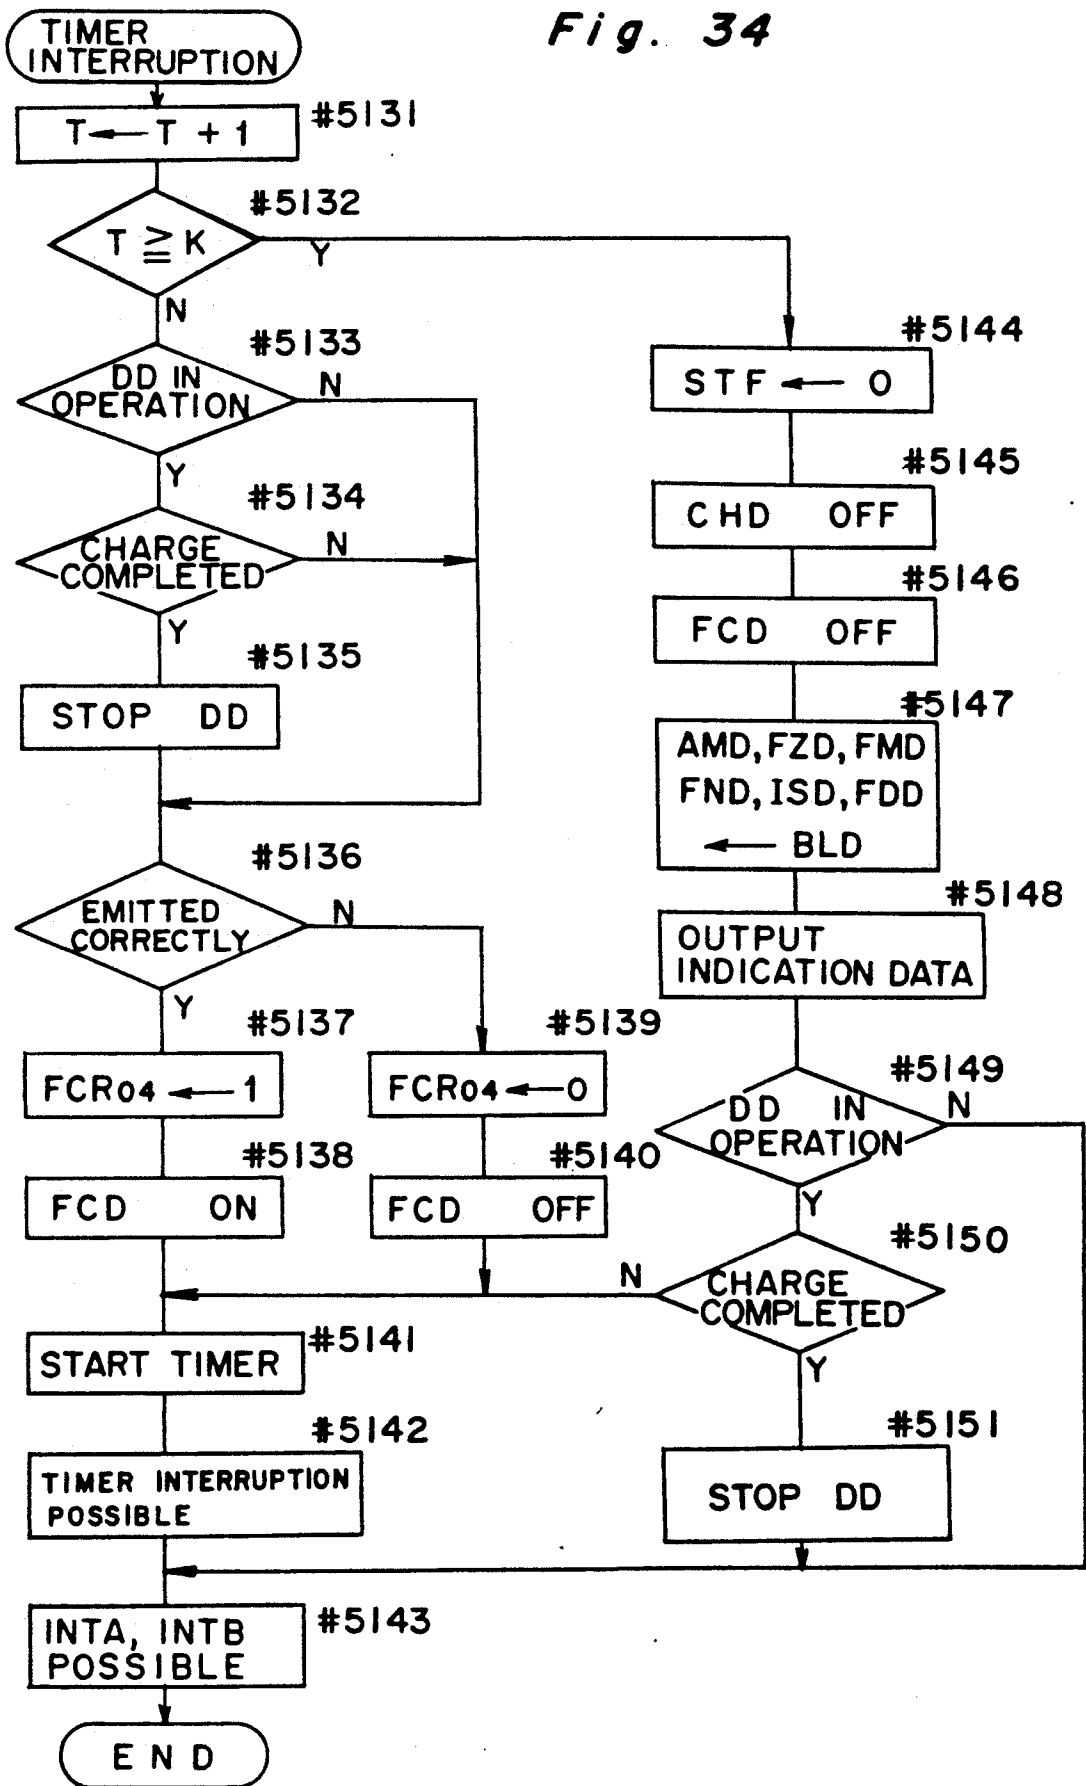 Fig. 34
TIMER
INTERRUPTION
#5131
T ← T + 1
#5132
T ≧ K
Y
N
#5133
DD IN
OPERATION
N
Y
#5134
CHARGE
COMPLETED
N
Y
#5135
STOP DD
#5136
EMITTED
CORRECTLY
N
Y
#5137
FCR04 ← 1
#5138
FCD ON
#5139
FCR04 ← 0
#5140
FCD OFF
#5141
START TIMER
#5142
TIMER INTERRUPTION
POSSIBLE
#5143
INTA, INTB
POSSIBLE
END
#5144
STF ← 0
#5145
CHD OFF
#5146
FCD OFF
#5147
AMD, FZD, FMD
FND, ISD, FDD
← BLD
#5148
OUTPUT
INDICATION DATA
#5149
DD IN
OPERATION
N
Y
#5150
CHARGE
COMPLETED
N
Y
#5151
STOP DD